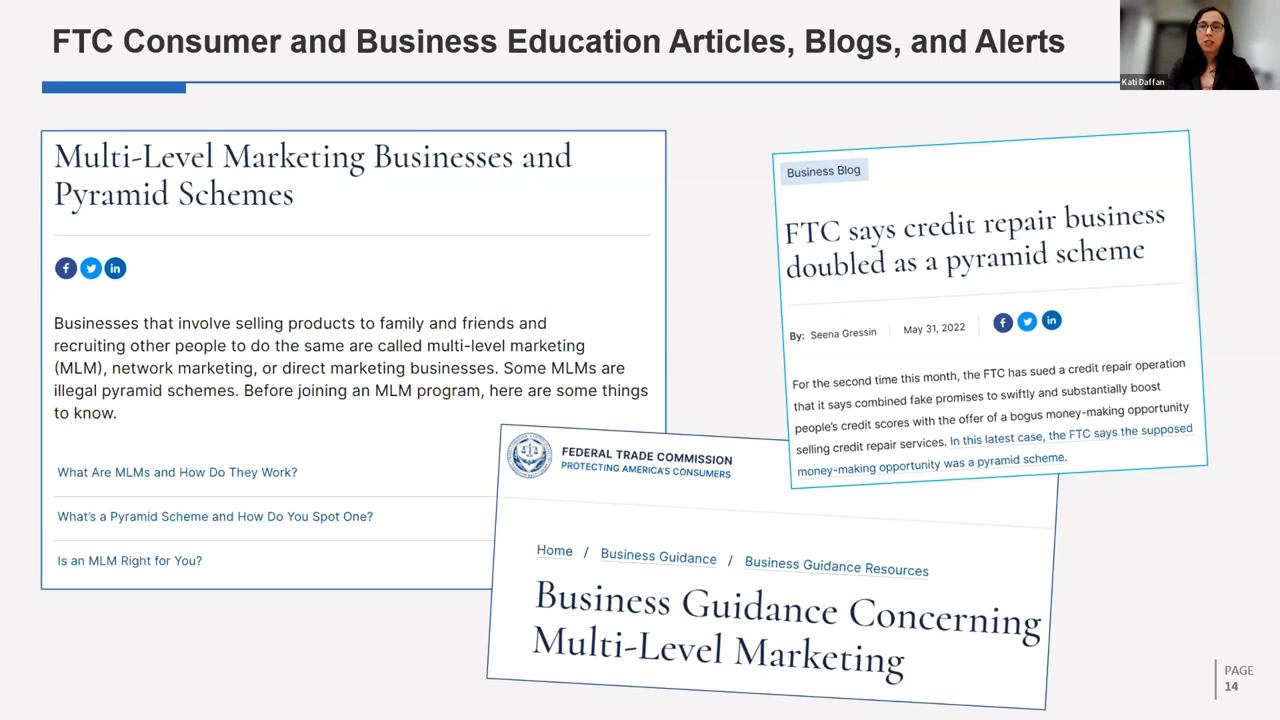 FTC Consumer and Business Education Articles, Blogs, and Alerts
Kati Daffan
Multi-Level Marketing Businesses and
Pyramid Schemes
Businesses that involve selling products to family and friends and
recruiting other people to do the same are called multi-level marketing
(MLM), network marketing, or direct marketing businesses. Some MLMs are
illegal pyramid schemes. Before joining an MLM program, here are some things
to know.
What Are MLMs and How Do They Work?
What's a Pyramid Scheme and How Do You Spot One?
Is an MLM Right for You?
Business Blog
FTC says credit repair business
doubled as a pyramid scheme
By: Seena Gressin May 31, 2022
For the second time this month, the FTC has sued a credit repair operation
that it says combined fake promises to swiftly and substantially boost
people's credit scores with the offer of a bogus money-making opportunity
selling credit repair services. In this latest case, the FTC says the supposed
money-making opportunity was a pyramid scheme.
FEDERAL TRADE COMMISSION
PROTECTING AMERICA'S CONSUMERS
Home / Business Guidance / Business Guidance Resources
Business Guidance Concerning
Multi-Level Marketing
PAGE
14